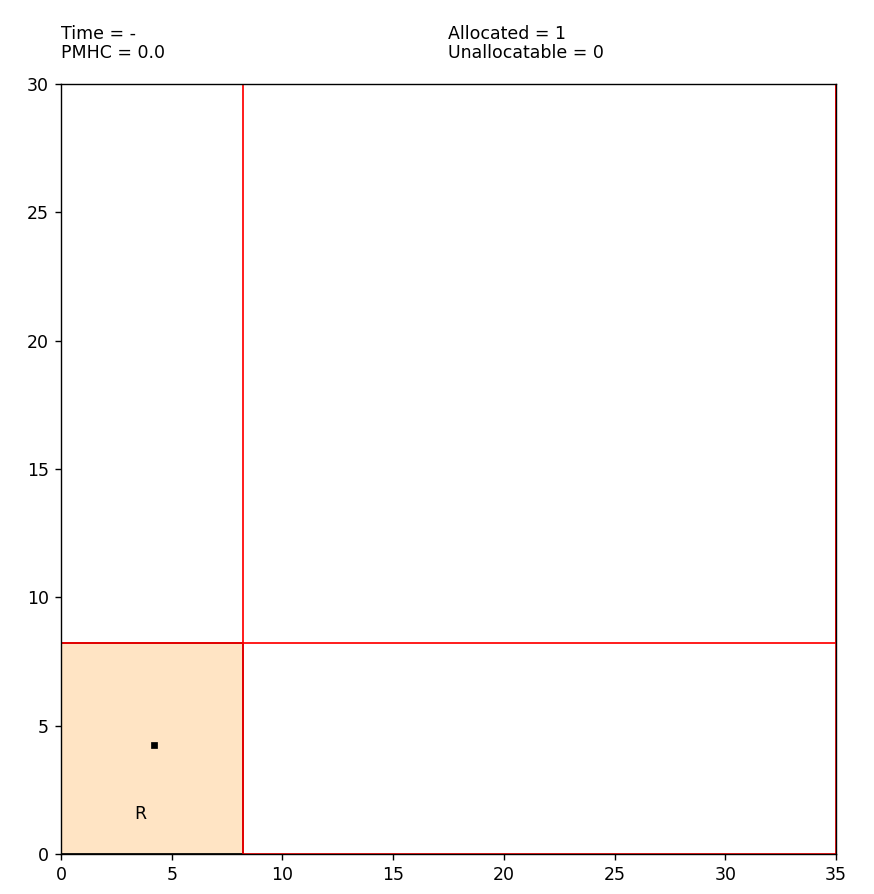 Time = -
PMHC = 0.0
Allocated = 1
Unallocatable = 0
30
25
20
15
10
5
0
R
0 5 10 15 20 25 30 35